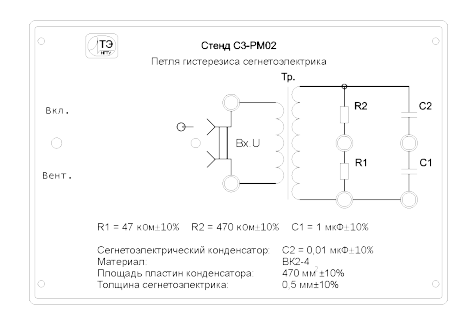 ТЭ
НГТУ
Стенд С3-РМ02
Петля гистерезиса сегнетоэлектрика
Тр.
Вкл.
R2
C2
Вх.U
R1
C1
Вент.
R1 = 47 кОм±10% R2 = 470 кОм±10% C1 = 1 мкФ±10%
Сегнетоэлектрический конденсатор: C2 = 0,01 мкФ±10%
Материал: ВК2-4
Площадь пластин конденсатора: 470 мм²±10%
Толщина сегнетоэлектрика: 0,5 мм±10%